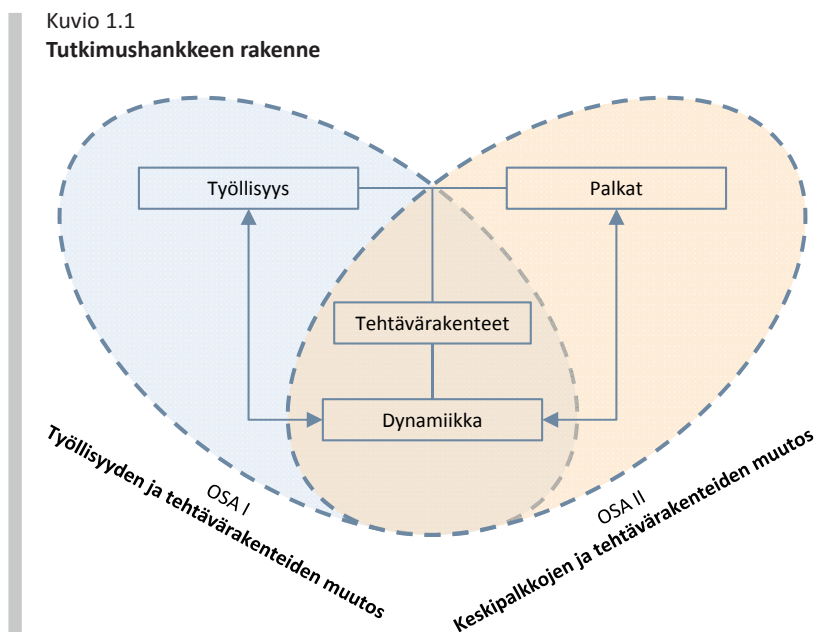 Kuvio 1.1
Tutkimushankkeen rakenne
Työllisyys
Palkat
Tehtävärakenteet
Dynamiikka
OSA I
Työllisyyden ja tehtävärakenteiden muutos
OSA II
Keskipalkkojen ja tehtävärakenteiden muutos